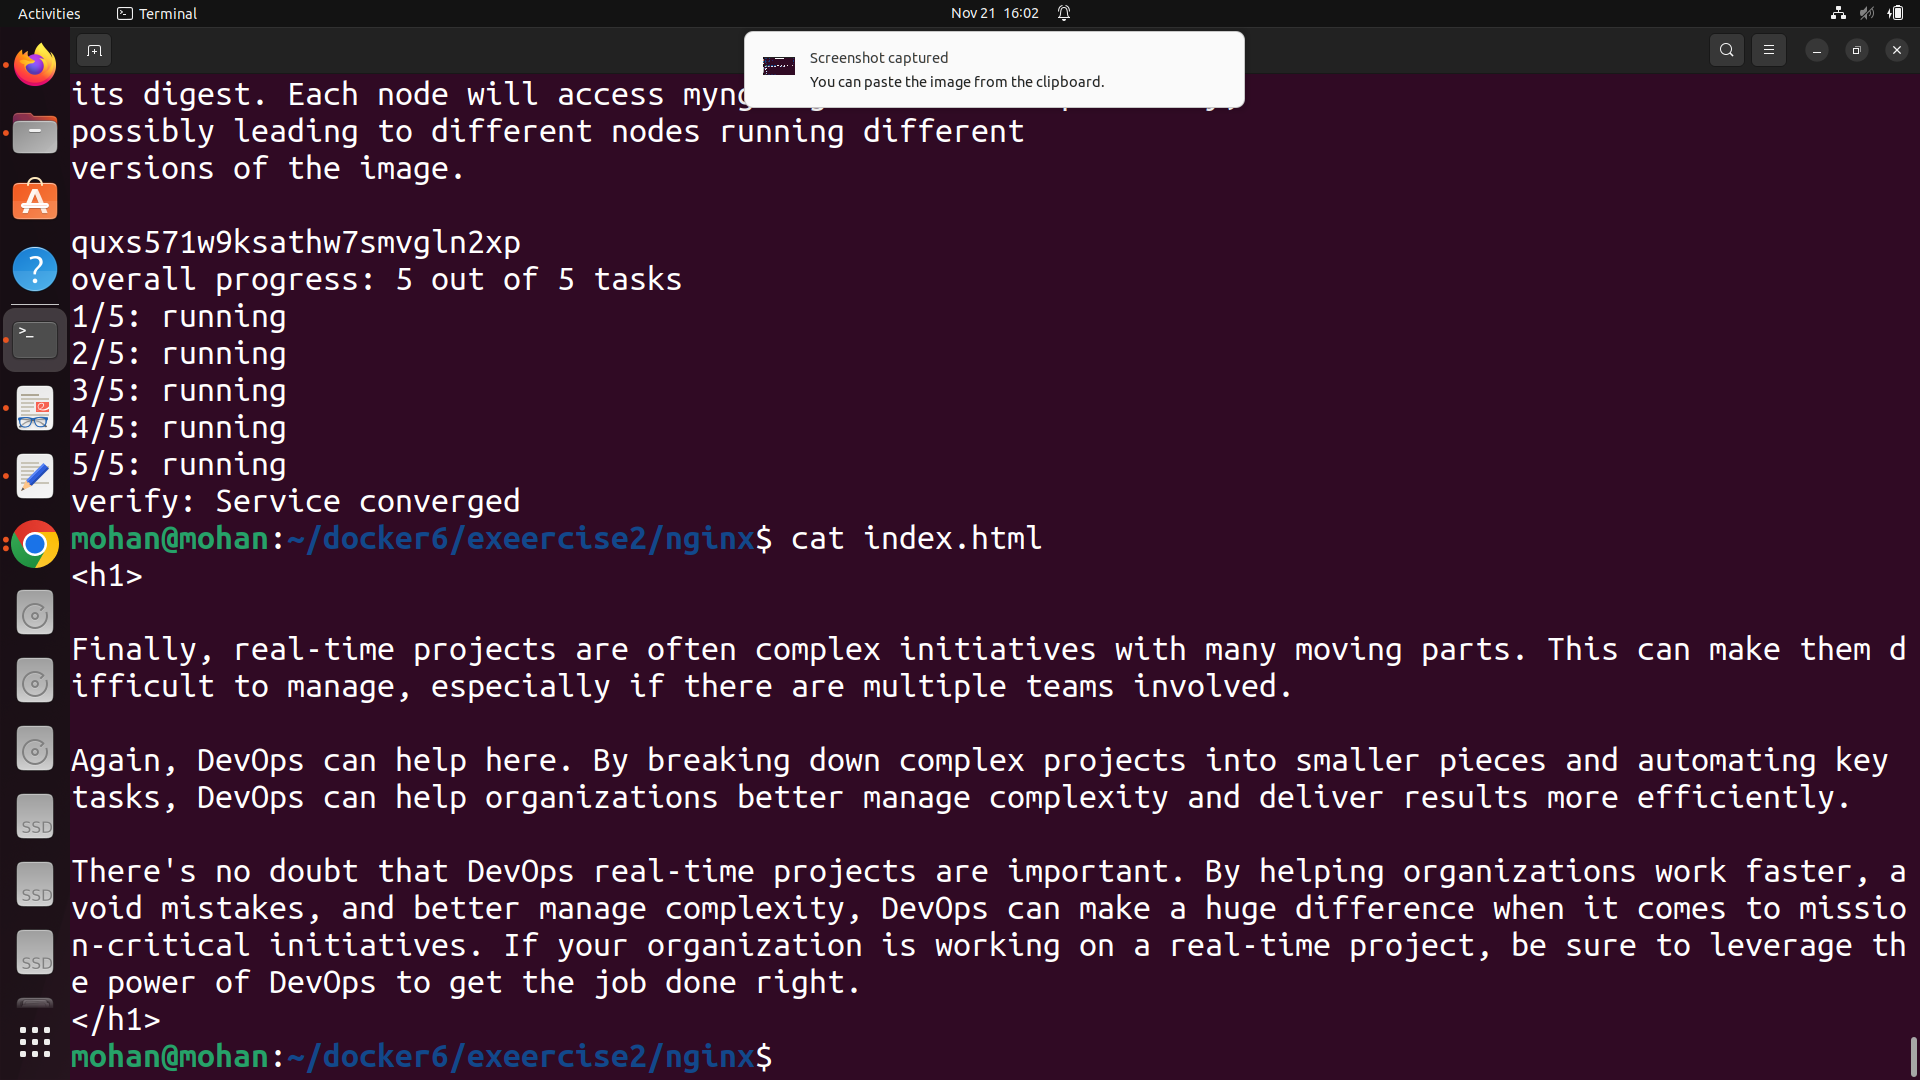 Activities
Terminal
Nov 21 16:02
Screenshot captured
You can paste the image from the clipboard.
its digest. Each node will access
possibly leading to different nodes running different
versions of the image.
quxs571w9ksathw7smvgln2xp
overall progress: 5 out of 5 tasks
1/5: running
2/5: running
3/5: running
4/5: running
5/5: running
verify: Service converged
mohan@mohan:~/docker6/exeercise2/nginx$ cat index.html
<h1>
Finally, real-time projects are often complex initiatives with many moving parts. This can make them d
ifficult to manage, especially if there are multiple teams involved.
Again, DevOps can help here. By breaking down complex projects into smaller pieces and automating key
tasks, DevOps can help organizations better manage complexity and deliver results more efficiently.
There's no doubt that DevOps real-time projects are important. By helping organizations work faster, a
void mistakes, and better manage complexity, DevOps can make a huge difference when it comes to missio
n-critical initiatives. If your organization is working on a real-time project, be sure to leverage th
e power of DevOps to get the job done right.
</h1>
mohan@mohan:~/docker6/exeercise2/nginx$
SSD
SSD
SSD